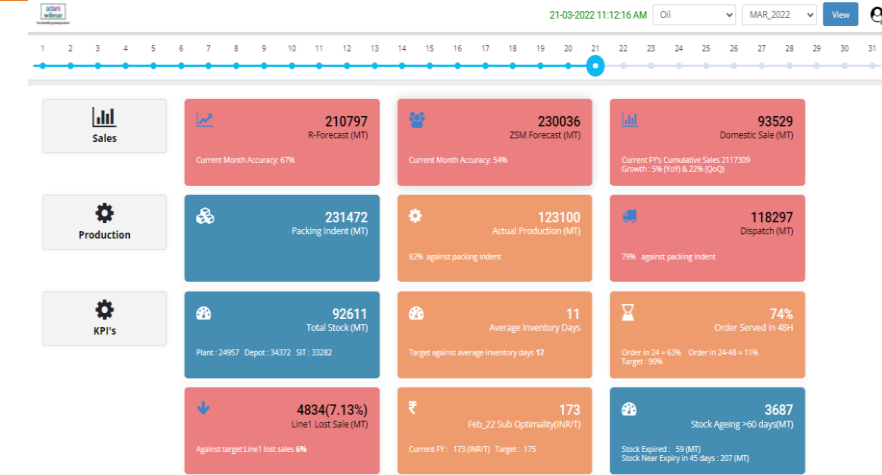 adani
wilmar
21-03-2022 11:12:16 AM
Oil
MAR_2022
View
1 2 3 4 5 6 7 8 9 10 11 12 13 14 15 16 17 18 19 20 21 22 23 24 25 26 27 28 29 30 31
Sales
210797
R-Forecast (MT)
Current Month Accuracy: 67%
230036
ZSM Forecast (MT)
Current Month Accuracy: 54%
93529
Domestic Sale (MT)
Current FY's Cumulative Sales 2117309
Growth : 5% (YoY) & 22% (QoQ)
Production
231472
Packing Indent (MT)
123100
Actual Production (MT)
82% against packing indent
118297
Dispatch (MT)
79% against packing indent
KPI's
92611
Total Stock (MT)
Plant : 24957 Depot : 34372 SIT : 33282
11
Average Inventory Days
Target against average inventory days 12
74%
Order Served in 48H
Order in 24 = 63% Order in 24-48 = 11%
Target : 90%
4834(7.13%)
Line1 Lost Sale (MT)
Against target Line1 lost sales 6%
₹
173
Feb_22 Sub Optimality(INR/T)
Current FY : 173 (INR/T) Target : 175
3687
Stock Ageing >60 days(MT)
Stock Expired : 59 (MT)
Stock Near Expiry in 45 days : 207 (MT)